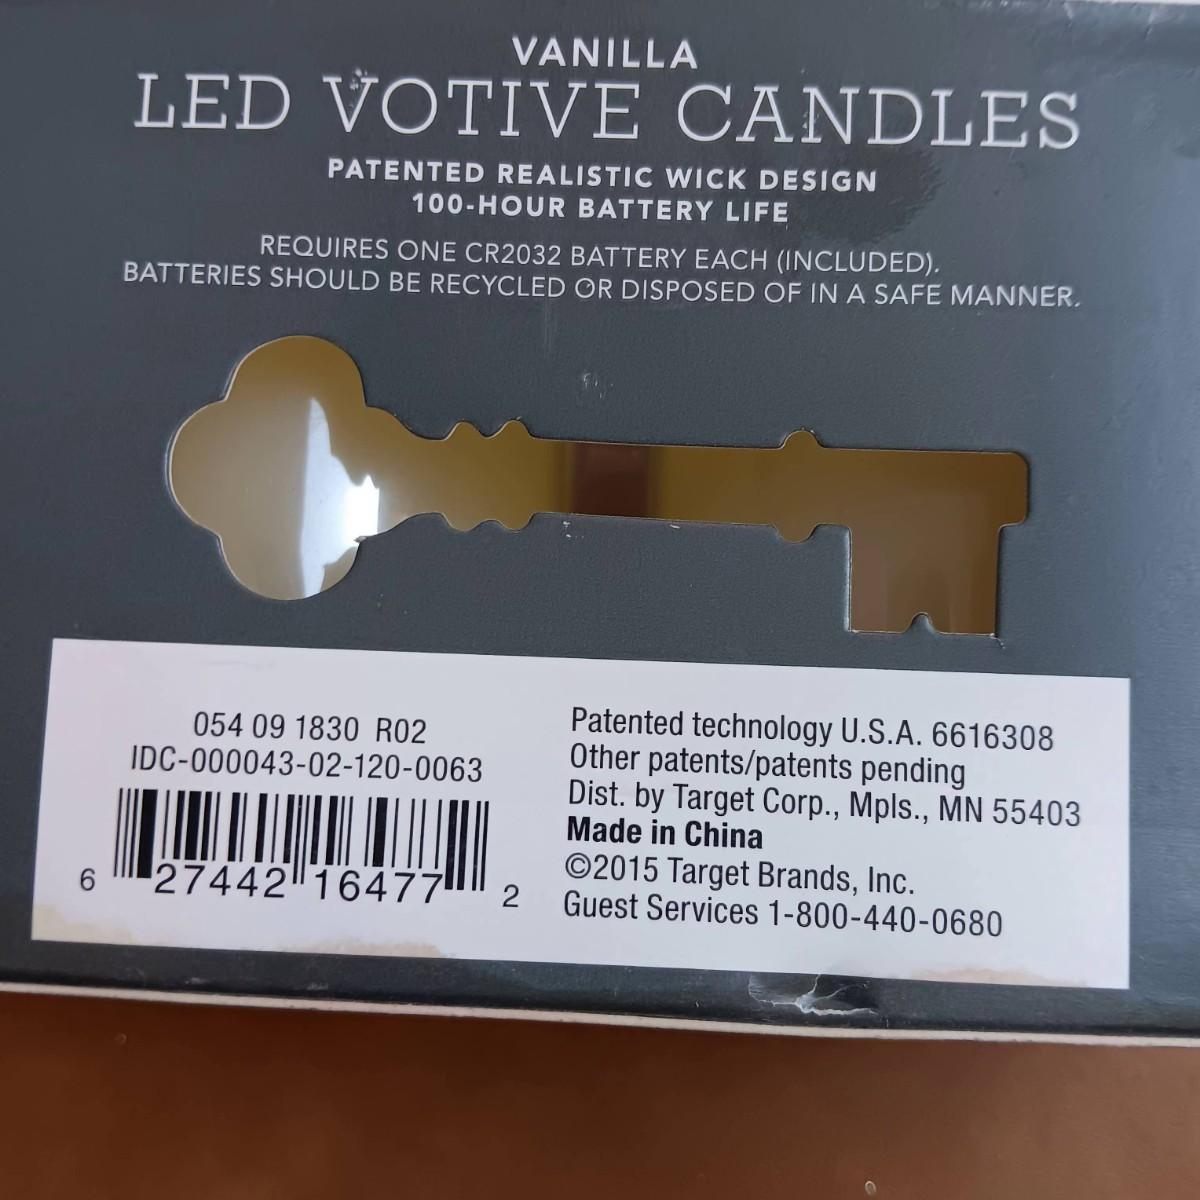 VANILLA
LED VOTIVE CANDLES
PATENTED REALISTIC WICK DESIGN
100-HOUR BATTERY LIFE
REQUIRES ONE CR2032 BATTERY EACH (INCLUDED).
BATTERIES SHOULD BE RECYCLED OR DISPOSED OF IN A SAFE MANNER.
054 09 1830 R02
IDC-000043-02-120-0063
6 27442 16477 2
Patented technology U.S.A. 6616308
Other patents/patents pending
Dist. by Target Corp., Mpls., MN 55403
Made in China
©2015 Target Brands, Inc.
Guest Services 1-800-440-0680